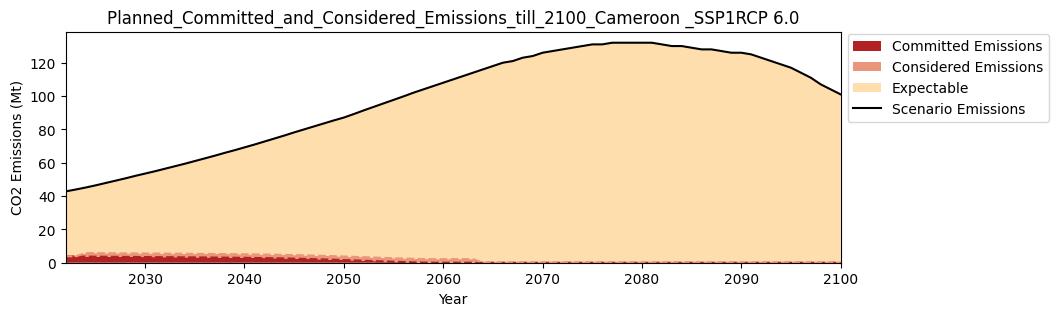 Planned_Committed_and_Considered_Emissions_till_2100_Cameroon _SSP1RCP 6.0
Committed Emissions
Considered Emissions
Expectable
Scenario Emissions
CO2 Emissions (Mt)
120
100
80
60
40
20
0
2030 2040 2050 2060 2070 2080 2090 2100
Year